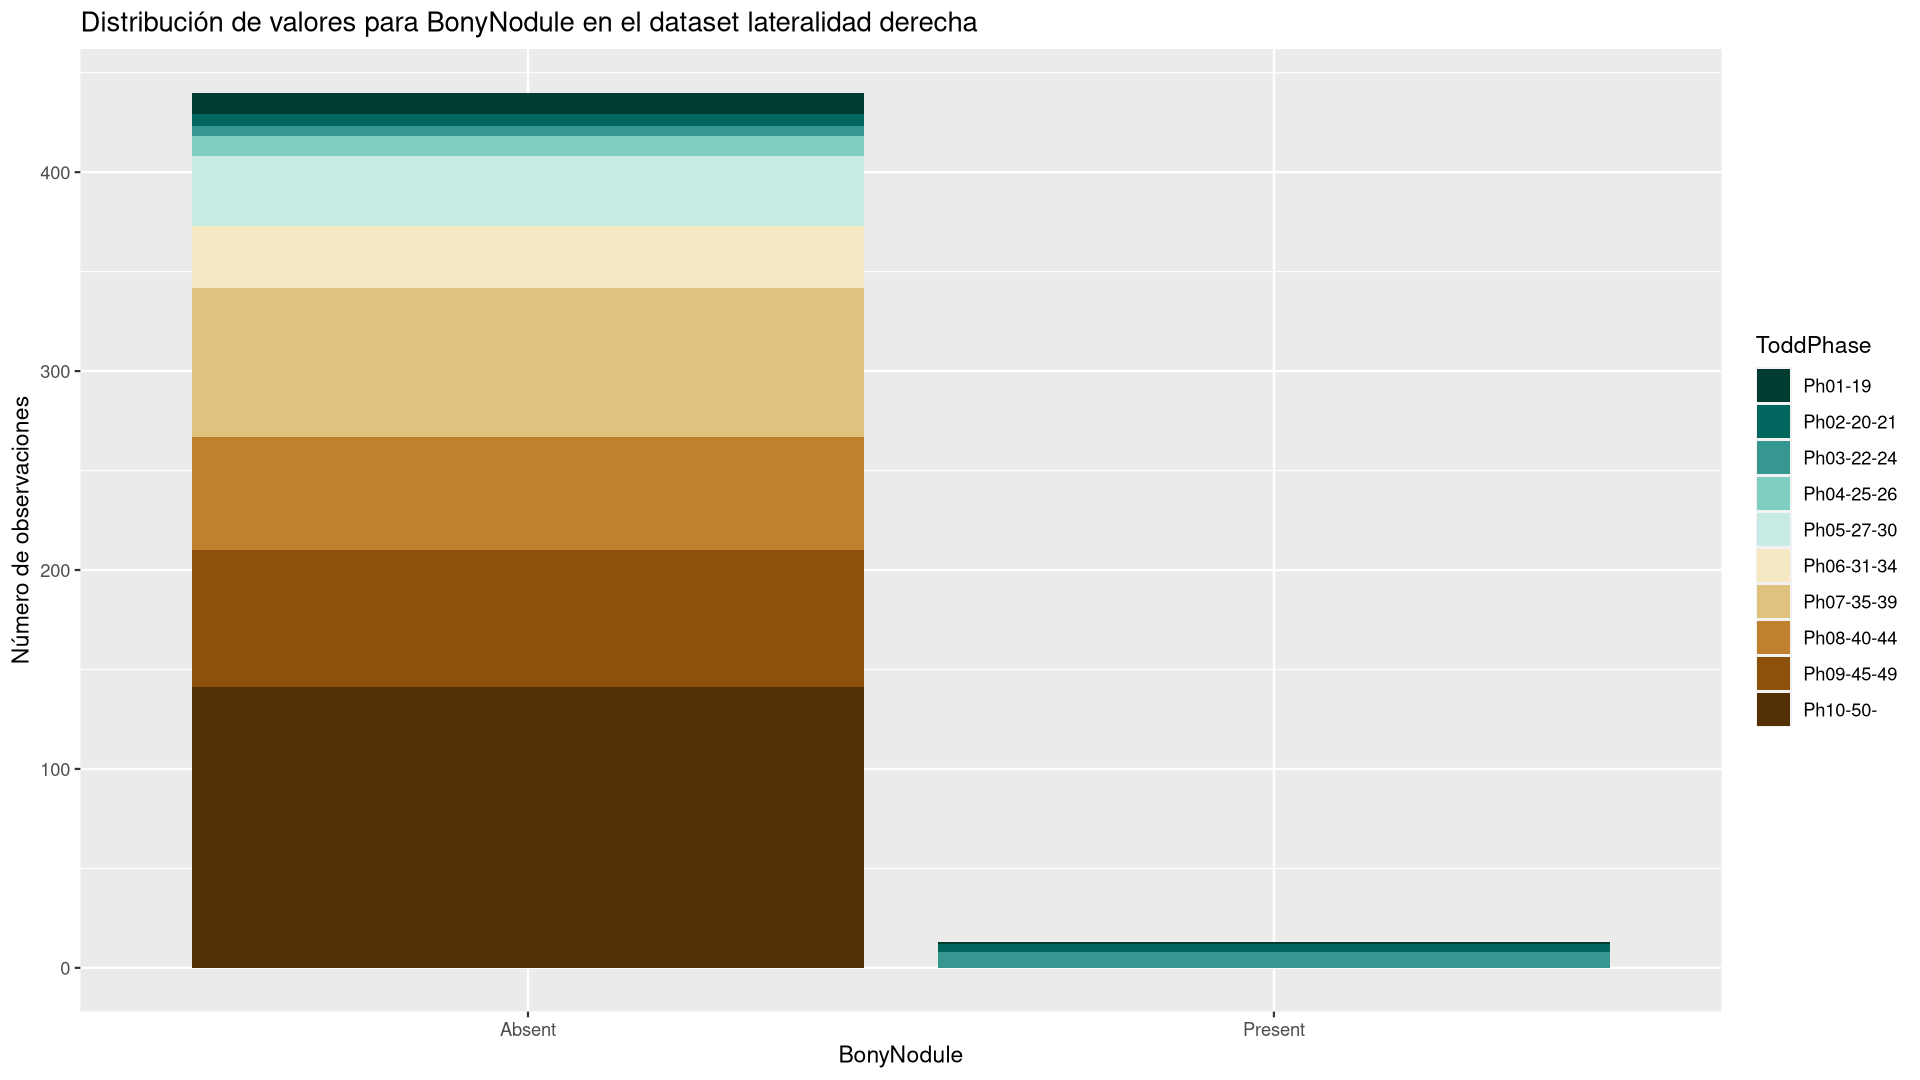 Distribución de valores para BonyNodule en el dataset lateralidad derecha
Número de observaciones
400
300
200
100
0
Absent
Present
BonyNodule
ToddPhase
Ph01-19
Ph02-20-21
Ph03-22-24
Ph04-25-26
Ph05-27-30
Ph06-31-34
Ph07-35-39
Ph08-40-44
Ph09-45-49
Ph10-50-